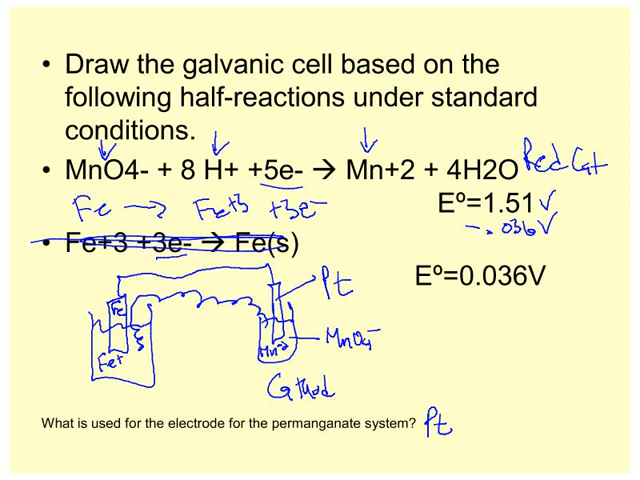 • Draw the galvanic cell based on the
following half-reactions under standard
conditions.
• MnO4- + 8 H+ +5e- → Mn+2 + 4H2O Red Cat
Eº=1.51 V
Fe → Fe+3 +3e-
-.036 V
• Fe+3 +3e- → Fe(s)
Eº=0.036V
Pt
Fe
Fe+
Mn+2
MnO4-
Cathod
What is used for the electrode for the permanganate system? Pt